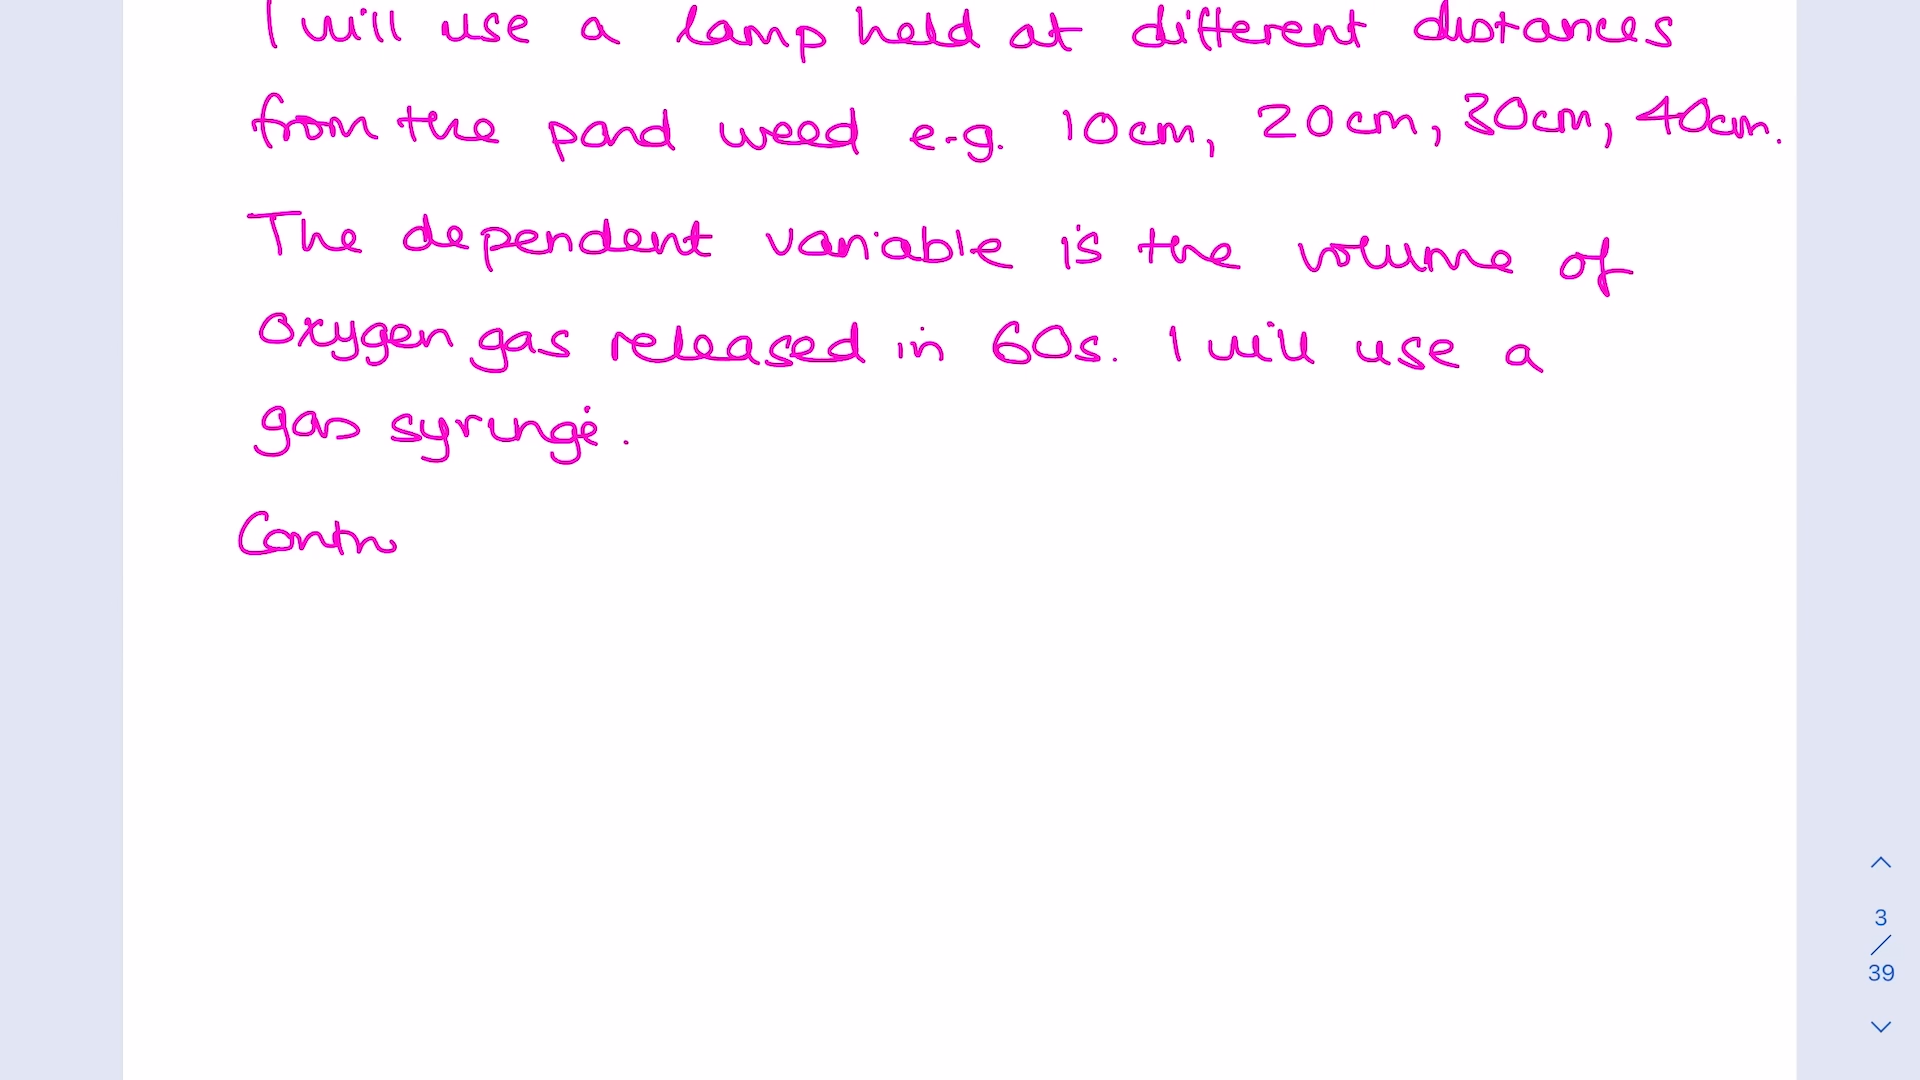 I will use a lamp held at different distances
from the pond weed e.g. 10cm, 20cm, 30cm, 40cm.
The dependent variable is the volume of
oxygen gas released in 60s. I will use a
gas syringe.
Contro
3
/
39